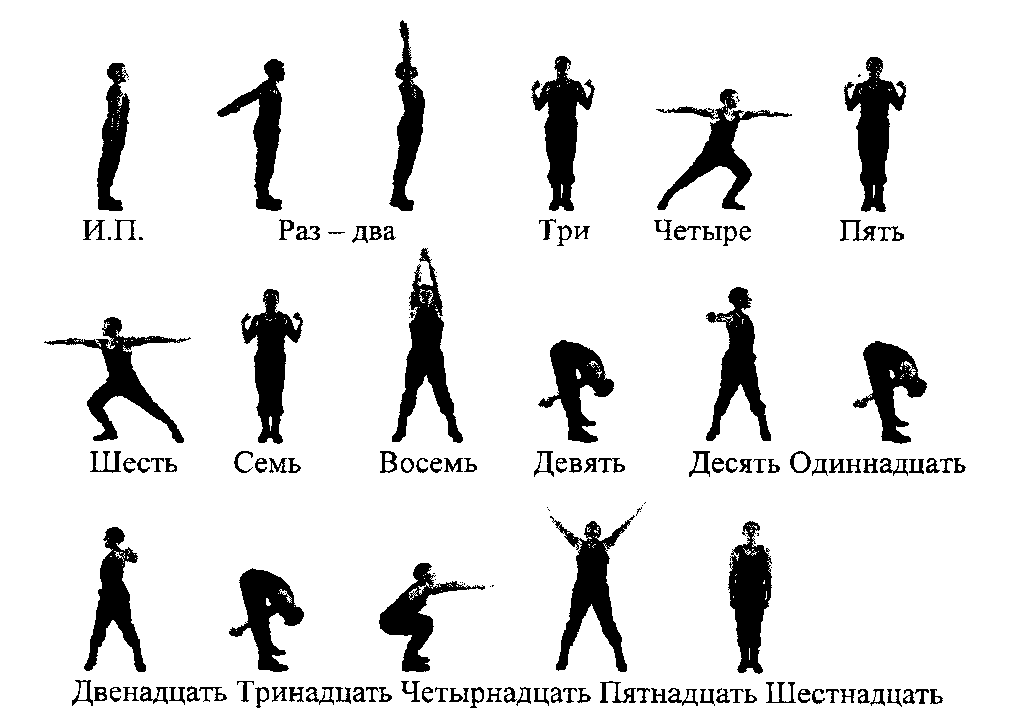 И.П. Раз – два Три Четыре Пять
Шесть Семь Восемь Девять Десять Одиннадцать
Двенадцать Тринадцать Четырнадцать Пятнадцать Шестнадцать